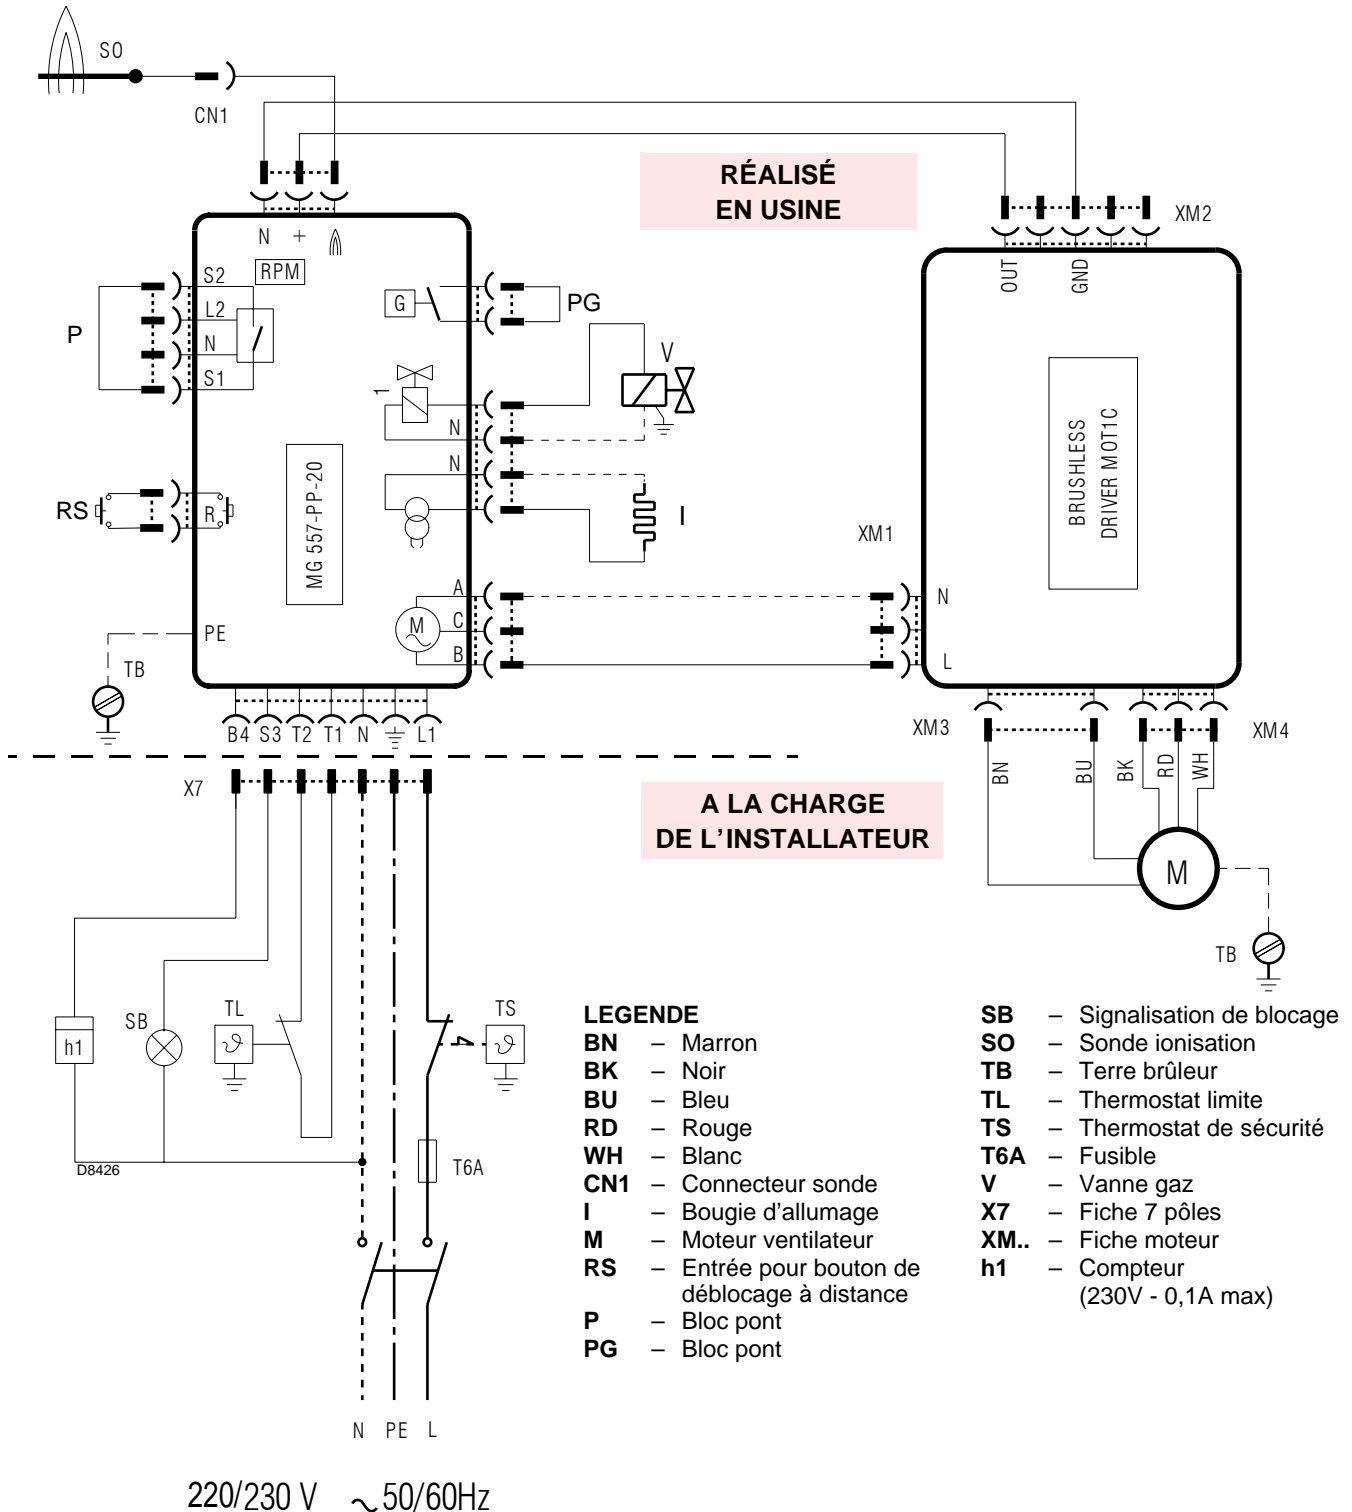 SO
CN1
RÉALISÉ
EN USINE
XM2
N + 
RPM
OUT
GND
S2
L2
N
S1
P
G
PG
V
1
N
N
RS
R
MG 557-PP-20
I
BRUSHLESS
DRIVER MOT1C
XM1
A
C
B
M
N
L
PE
TB
B4 S3 T2 T1 N L1
XM3
XM4
X7
BN
BU
BK
RD
WH
A LA CHARGE
DE L'INSTALLATEUR
M
TB
h1
SB
TL
TS
D8426
T6A
LEGENDE
BN – Marron
BK – Noir
BU – Bleu
RD – Rouge
WH – Blanc
CN1 – Connecteur sonde
I – Bougie d'allumage
M – Moteur ventilateur
RS – Entrée pour bouton de
déblocage à distance
P – Bloc pont
PG – Bloc pont
SB – Signalisation de blocage
SO – Sonde ionisation
TB – Terre brûleur
TL – Thermostat limite
TS – Thermostat de sécurité
T6A – Fusible
V – Vanne gaz
X7 – Fiche 7 pôles
XM.. – Fiche moteur
h1 – Compteur
(230V - 0,1A max)
N PE L
220/230 V ~ 50/60Hz